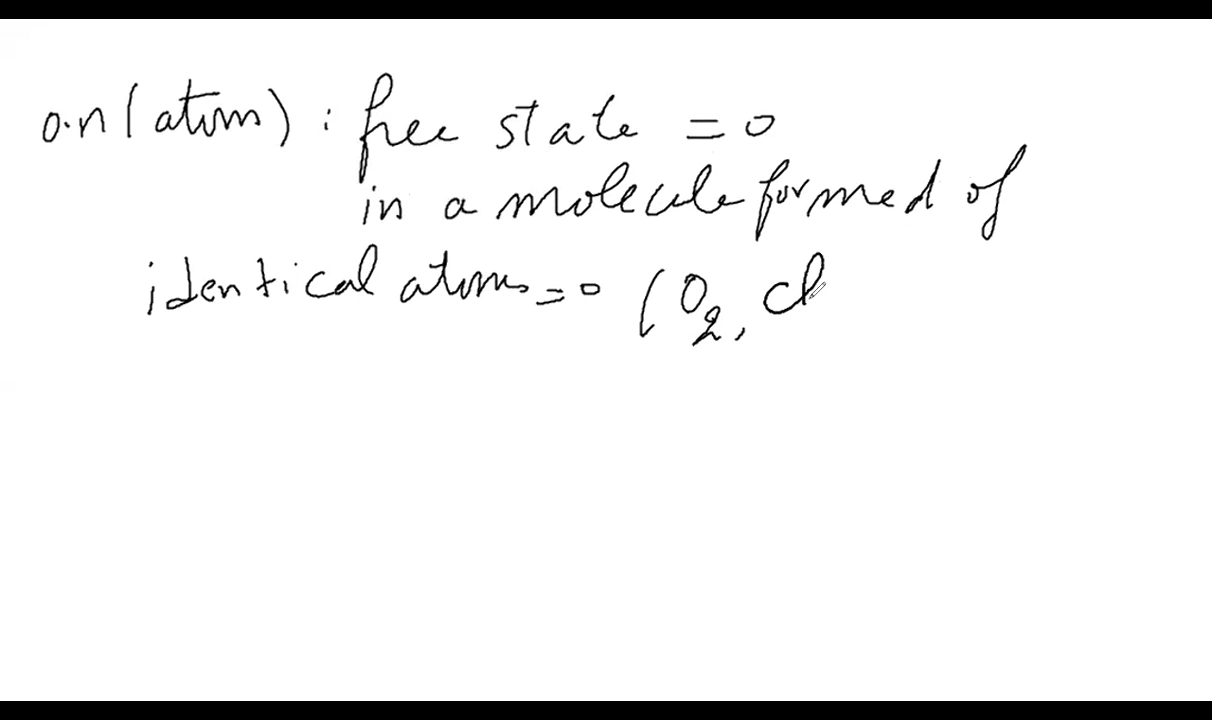 o.n (atom) : free state = 0
in a molecule formed of
identical atoms = 0 (O₂, Cl